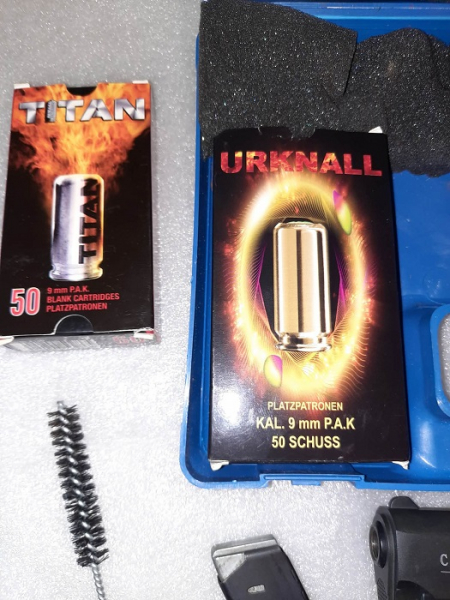 TITAN
TITAN
50
9 mm P.A.K.
BLANK CARTRIDGES
PLATZPATRONEN
URKNALL
PLATZPATRONEN
KAL. 9 mm P.A.K
50 SCHUSS
C